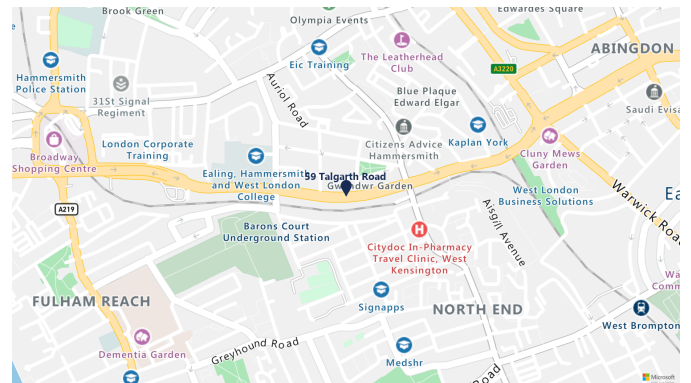 Brook Green
Olympia Events
Edwardes Square
The Leatherhead
Club
ABINGDON
Eic Training
A3220
Hammersmith
Police Station
31St Signal
Regiment
Auriol Road
Blue Plaque
Edward Elgar
Saudi Evisa
Citizens Advice
Hammersmith
Kaplan York
London Corporate
Training
Broadway
Shopping Centre
Cluny Mews
Garden
59 Talgarth Road
Gwendwr Garden
Ealing, Hammersmith
and West London
College
West London
Business Solutions
Warwick Road
Ea
A219
Aisgill Avenue
Barons Court
Underground Station
Citydoc In-Pharmacy
Travel Clinic, West
Kensington
Wa
Comm
FULHAM REACH
Signapps
NORTH END
West Brompton
Dementia Garden
Greyhound Road
Medshr
Road
Microsoft